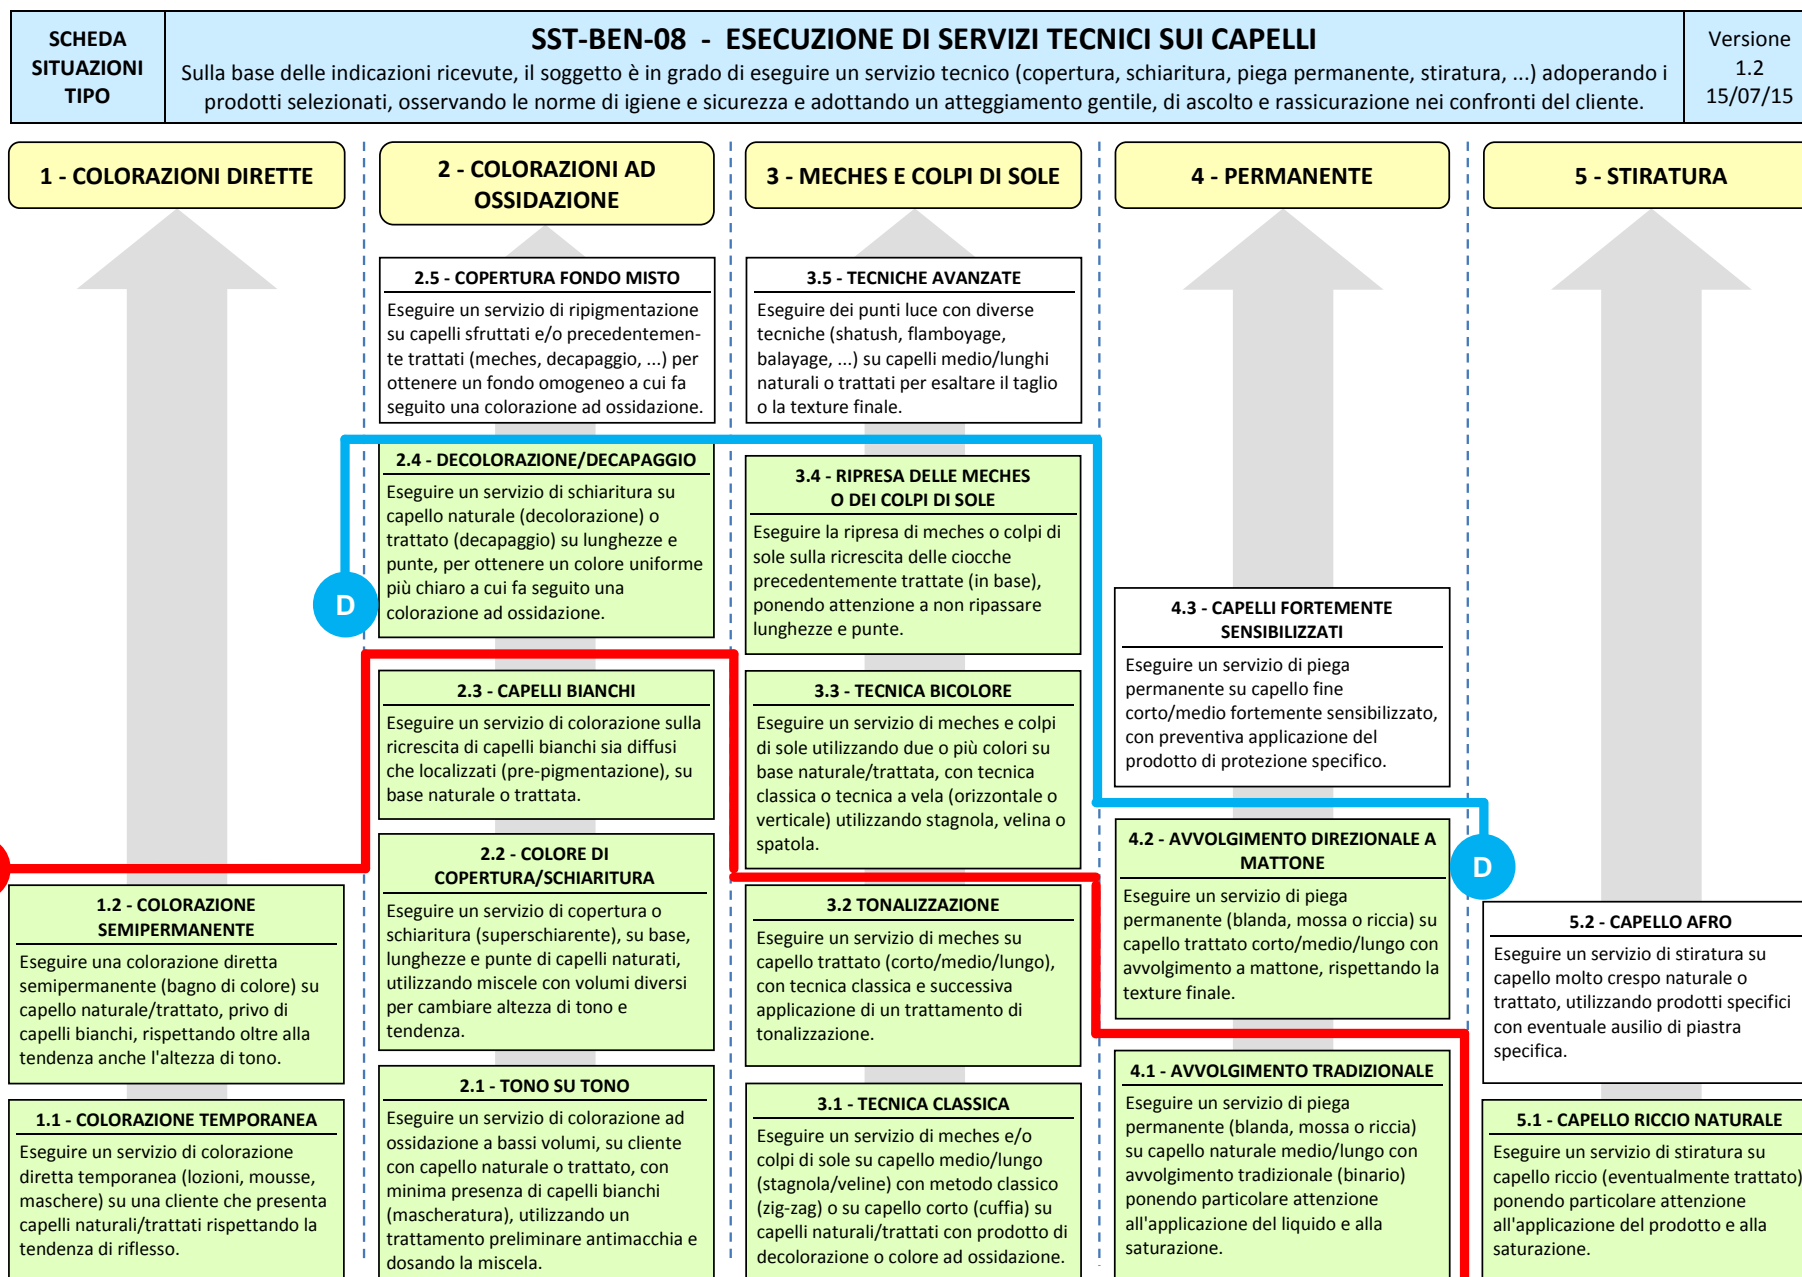 SCHEDA
SITUAZIONI
TIPO
SST-BEN-08 - ESECUZIONE DI SERVIZI TECNICI SUI CAPELLI
Sulla base delle indicazioni ricevute, il soggetto è in grado di eseguire un servizio tecnico (copertura, schiaritura, piega permanente, stiratura, ...) adoperando i
prodotti selezionati, osservando le norme di igiene e sicurezza e adottando un atteggiamento gentile, di ascolto e rassicurazione nei confronti del cliente.
Versione
1.2
15/07/15
1 - COLORAZIONI DIRETTE
1.2 - COLORAZIONE
SEMIPERMANENTE
Eseguire una colorazione diretta
semipermanente (bagno di colore) su
capello naturale/trattato, privo di
capelli bianchi, rispettando oltre alla
tendenza anche l'altezza di tono.
1.1 - COLORAZIONE TEMPORANEA
Eseguire un servizio di colorazione
diretta temporanea (lozioni, mousse,
maschere) su una cliente che presenta
capelli naturali/trattati rispettando la
tendenza di riflesso.
2 - COLORAZIONI AD
OSSIDAZIONE
2.5 - COPERTURA FONDO MISTO
Eseguire un servizio di ripigmentazione
su capelli sfruttati e/o precedentemen-
te trattati (meches, decapaggio, ...) per
ottenere un fondo omogeneo a cui fa
seguito una colorazione ad ossidazione.
2.4 - DECOLORAZIONE/DECAPAGGIO
Eseguire un servizio di schiaritura su
capello naturale (decolorazione) o
trattato (decapaggio) su lunghezze e
punte, per ottenere un colore uniforme
più chiaro a cui fa seguito una
colorazione ad ossidazione.
D
2.3 - CAPELLI BIANCHI
Eseguire un servizio di colorazione sulla
ricrescita di capelli bianchi sia diffusi
che localizzati (pre-pigmentazione), su
base naturale o trattata.
2.2 - COLORE DI
COPERTURA/SCHIARITURA
Eseguire un servizio di copertura o
schiaritura (superschiarente), su base,
lunghezze e punte di capelli naturati,
utilizzando miscele con volumi diversi
per cambiare altezza di tono e
tendenza.
2.1 - TONO SU TONO
Eseguire un servizio di colorazione ad
ossidazione a bassi volumi, su cliente
con capello naturale o trattato, con
minima presenza di capelli bianchi
(mascheratura), utilizzando un
trattamento preliminare antimacchia e
dosando la miscela.
3 - MECHES E COLPI DI SOLE
3.5 - TECNICHE AVANZATE
Eseguire dei punti luce con diverse
tecniche (shatush, flamboyage,
balayage, ...) su capelli medio/lunghi
naturali o trattati per esaltare il taglio
o la texture finale.
3.4 - RIPRESA DELLE MECHES
O DEI COLPI DI SOLE
Eseguire la ripresa di meches o colpi di
sole sulla ricrescita delle ciocche
precedentemente trattate (in base),
ponendo attenzione a non ripassare
lunghezze e punte.
3.3 - TECNICA BICOLORE
Eseguire un servizio di meches e colpi
di sole utilizzando due o più colori su
base naturale/trattata, con tecnica
classica o tecnica a vela (orizzontale o
verticale) utilizzando stagnola, velina o
spatola.
3.2 TONALIZZAZIONE
Eseguire un servizio di meches su
capello trattato (corto/medio/lungo),
con tecnica classica e successiva
applicazione di un trattamento di
tonalizzazione.
3.1 - TECNICA CLASSICA
Eseguire un servizio di meches e/o
colpi di sole su capello medio/lungo
(stagnola/veline) con metodo classico
(zig-zag) o su capello corto (cuffia) su
capelli naturali/trattati con prodotto di
decolorazione o colore ad ossidazione.
4 - PERMANENTE
4.3 - CAPELLI FORTEMENTE
SENSIBILIZZATI
Eseguire un servizio di piega
permanente su capello fine
corto/medio fortemente sensibilizzato,
con preventiva applicazione del
prodotto di protezione specifico.
4.2 - AVVOLGIMENTO DIREZIONALE A
MATTONE
Eseguire un servizio di piega
permanente (blanda, mossa o riccia) su
capello trattato corto/medio/lungo con
avvolgimento a mattone, rispettando la
texture finale.
D
4.1 - AVVOLGIMENTO TRADIZIONALE
Eseguire un servizio di piega
permanente (blanda, mossa o riccia)
su capello naturale medio/lungo con
avvolgimento tradizionale (binario)
ponendo particolare attenzione
all'applicazione del liquido e alla
saturazione.
5 - STIRATURA
5.2 - CAPELLO AFRO
Eseguire un servizio di stiratura su
capello molto crespo naturale o
trattato, utilizzando prodotti specifici
con eventuale ausilio di piastra
specifica.
5.1 - CAPELLO RICCIO NATURALE
Eseguire un servizio di stiratura su
capello riccio (eventualmente trattato)
ponendo particolare attenzione
all'applicazione del prodotto e alla
saturazione.